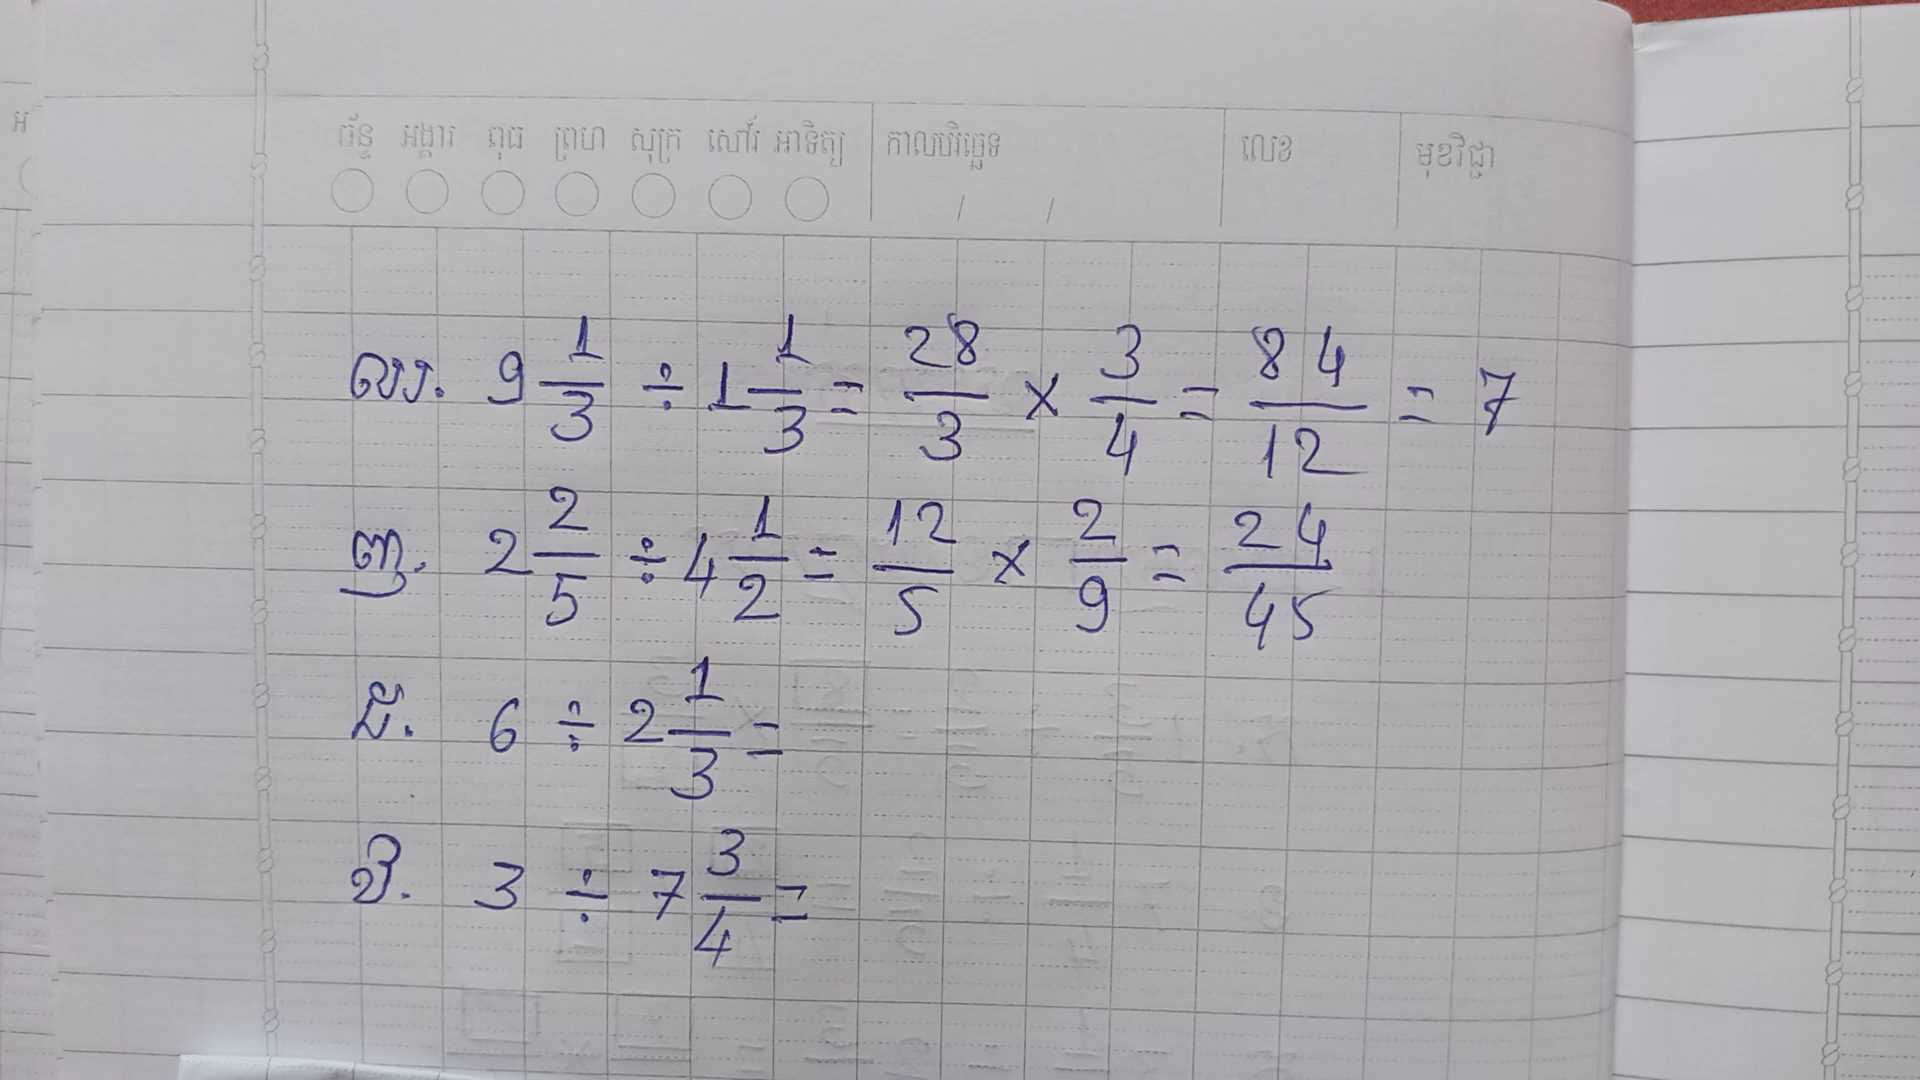 ច័ន្ទ អង្គារ ពុធ ព្រហ សុក្រ សៅរ៍ អាទិត្យ កាលបរិច្ឆេទ លេខ មុខវិជ្ជា
/ /
ឈ. 9 1/3 ÷ 1 1/3 = 28/3 × 3/4 = 84/12 = 7
ញ. 2 2/5 ÷ 4 1/2 = 12/5 × 2/9 = 24/45
ដ. 6 ÷ 2 1/3 =
ឋ. 3 ÷ 7 3/4 =